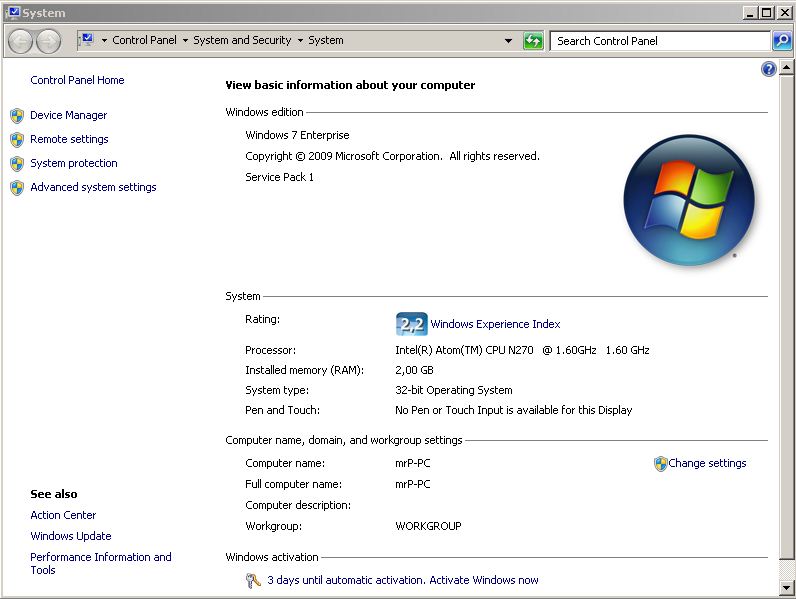 System
Control Panel System and Security System
Search Control Panel
Control Panel Home
Device Manager
Remote settings
System protection
Advanced system settings
See also
Action Center
Windows Update
Performance Information and
Tools
View basic information about your computer
Windows edition
Windows 7 Enterprise
Copyright © 2009 Microsoft Corporation. All rights reserved.
Service Pack 1
System
Rating: 2,2 Windows Experience Index
Processor: Intel(R) Atom(TM) CPU N270 @ 1.60GHz 1.60 GHz
Installed memory (RAM): 2,00 GB
System type: 32-bit Operating System
Pen and Touch: No Pen or Touch Input is available for this Display
Computer name, domain, and workgroup settings
Computer name: mrP-PC Change settings
Full computer name: mrP-PC
Computer description:
Workgroup: WORKGROUP
Windows activation
3 days until automatic activation. Activate Windows now